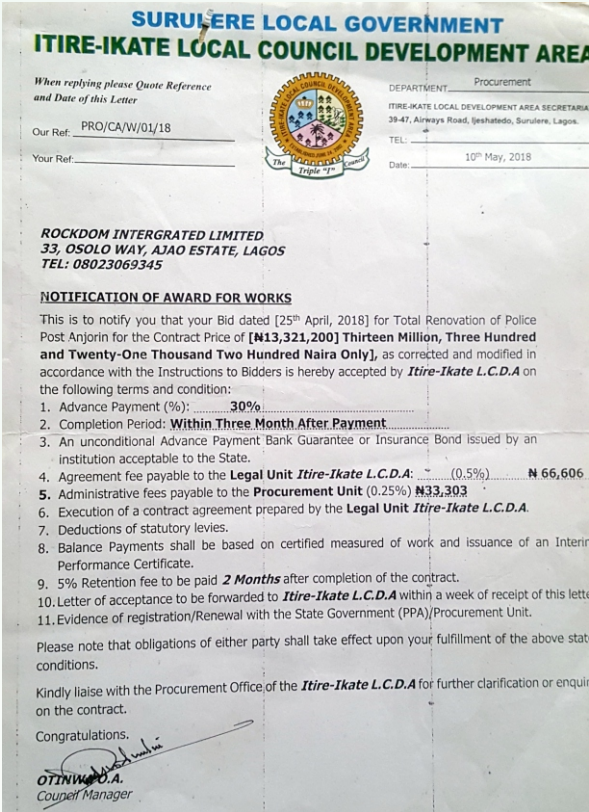 SURULERE LOCAL GOVERNMENT
ITIRE-IKATE LOCAL COUNCIL DEVELOPMENT AREA
When replying please Quote Reference
and Date of this Letter
Our Ref: PRO/CA/W/01/18
Your Ref:
ITIRE-IKATE LOCAL COUNCIL DEVELOPMENT AREA
The Triple "I" Council
DEPARTMENT Procurement
ITIRE-IKATE LOCAL DEVELOPMENT AREA SECRETARIA
39-47, Airways Road, Ijeshatedo, Surulere, Lagos.
TEL:
Date: 10th May, 2018
ROCKDOM INTERGRATED LIMITED
33, OSOLO WAY, AJAO ESTATE, LAGOS
TEL: 08023069345
NOTIFICATION OF AWARD FOR WORKS
This is to notify you that your Bid dated [25th April, 2018] for Total Renovation of Police
Post Anjorin for the Contract Price of [₦13,321,200] Thirteen Million, Three Hundred
and Twenty-One Thousand Two Hundred Naira Only], as corrected and modified in
accordance with the Instructions to Bidders is hereby accepted by Itire-Ikate L.C.D.A on
the following terms and condition:
1. Advance Payment (%): ........30%........
2. Completion Period: Within Three Month After Payment
3. An unconditional Advance Payment Bank Guarantee or Insurance Bond issued by an
institution acceptable to the State.
4. Agreement fee payable to the Legal Unit Itire-Ikate L.C.D.A: (0.5%) ₦ 66,606
5. Administrative fees payable to the Procurement Unit (0.25%) ₦33,303
6. Execution of a contract agreement prepared by the Legal Unit Itire-Ikate L.C.D.A.
7. Deductions of statutory levies.
8. Balance Payments shall be based on certified measured of work and issuance of an Interim
Performance Certificate.
9. 5% Retention fee to be paid 2 Months after completion of the contract.
10. Letter of acceptance to be forwarded to Itire-Ikate L.C.D.A within a week of receipt of this lette
11. Evidence of registration/Renewal with the State Government (PPA)/Procurement Unit.
Please note that obligations of either party shall take effect upon your fulfillment of the above stat
conditions.
Kindly liaise with the Procurement Office of the Itire-Ikate L.C.D.A for further clarification or enquir
on the contract.
Congratulations.
O.A.
Council Manager